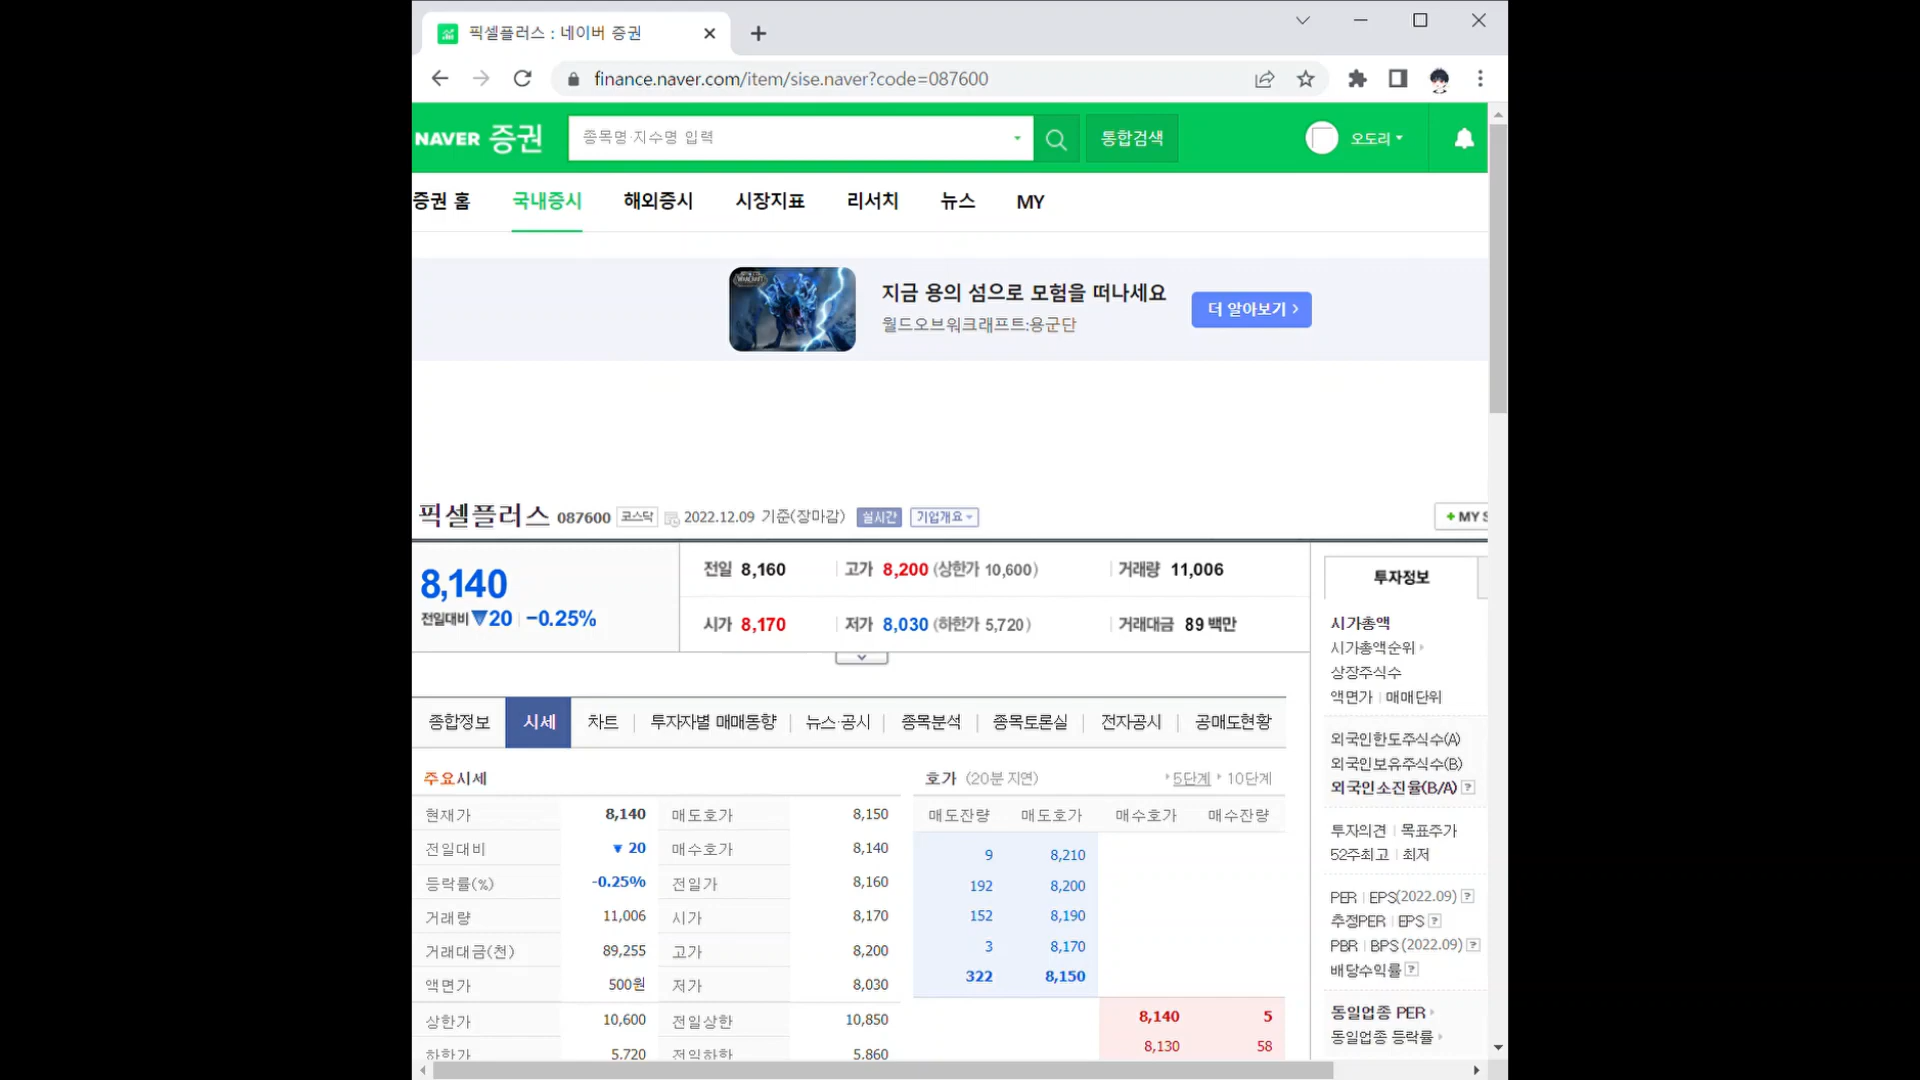 픽셀플러스 : 네이버 증권
finance.naver.com/item/sise.naver?code=087600
NAVER 증권
종목명·지수명 입력
통합검색
오도리
증권 홈 국내증시 해외증시 시장지표 리서치 뉴스 MY
지금 용의 섬으로 모험을 떠나세요
월드오브워크래프트:용군단
더 알아보기 >
픽셀플러스 087600 코스닥 2022.12.09 기준(장마감) 실시간 기업개요
+ MY S
8,140
전일대비 ▼20 -0.25%
전일 8,160 고가 8,200 (상한가 10,600) 거래량 11,006
시가 8,170 저가 8,030 (하한가 5,720) 거래대금 89 백만
종합정보 시세 차트 투자자별 매매동향 뉴스·공시 종목분석 종목토론실 전자공시 공매도현황
주요시세
현재가 8,140 매도호가 8,150
전일대비 ▼ 20 매수호가 8,140
등락률(%) -0.25% 전일가 8,160
거래량 11,006 시가 8,170
거래대금(천) 89,255 고가 8,200
액면가 500원 저가 8,030
상한가 10,600 전일상한 10,850
하한가 5,720 전일하한 5,860
호가 (20분 지연) 5단계 10단계
매도잔량 매도호가 매수호가 매수잔량
9 8,210
192 8,200
152 8,190
3 8,170
322 8,150
8,140 5
8,130 58
투자정보
시가총액
시가총액순위
상장주식수
액면가 | 매매단위
외국인한도주식수(A)
외국인보유주식수(B)
외국인소진율(B/A) ?
투자의견 | 목표주가
52주최고 | 최저
PER | EPS(2022.09) ?
추정PER | EPS ?
PBR | BPS (2022.09) ?
배당수익률 ?
동일업종 PER
동일업종 등락률